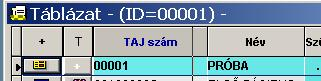 Táblázat - (ID=00001) -
+ T TAJ szám Név
00001 PRÓBA